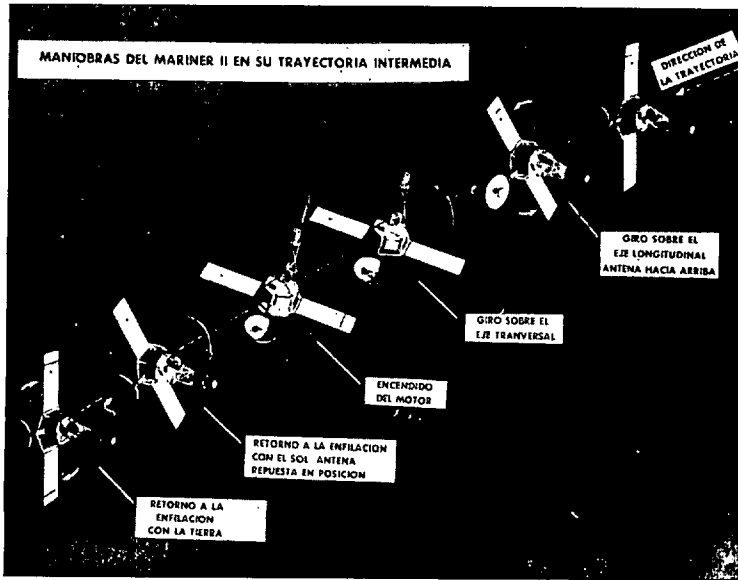 MANIOBRAS DEL MARINER II EN SU TRAYECTORIA INTERMEDIA
DIRECCION DE
LA TRAYECTORIA
GIRO SOBRE EL
EJE LONGITUDINAL
ANTENA HACIA ARRIBA
GIRO SOBRE EL
EJE TRANVERSAL
ENCENDIDO
DEL MOTOR
RETORNO A LA ENFILACION
CON EL SOL ANTENA
REPUESTA EN POSICION
RETORNO A LA
ENFILACION
CON LA TIERRA